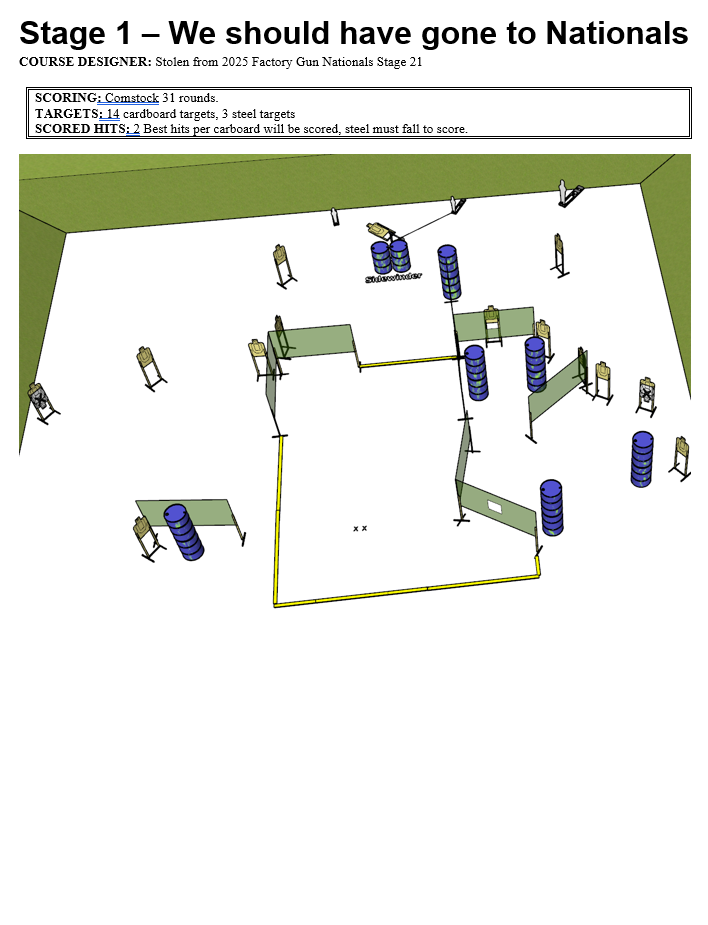 Stage 1 – We should have gone to Nationals
COURSE DESIGNER: Stolen from 2025 Factory Gun Nationals Stage 21
SCORING: Comstock 31 rounds.
TARGETS: 14 cardboard targets, 3 steel targets
SCORED HITS: 2 Best hits per carboard will be scored, steel must fall to score.
Sidewinder
x x